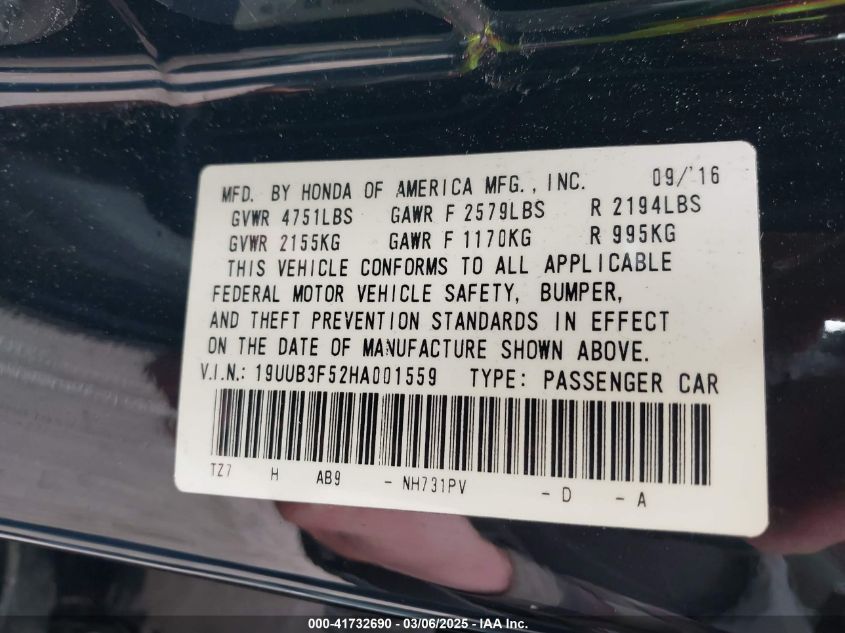 MFD. BY HONDA OF AMERICA MFG., INC. 09/'16
GVWR 4751LBS GAWR F 2579LBS R 2194LBS
GVWR 2155KG GAWR F 1170KG R 995KG
THIS VEHICLE CONFORMS TO ALL APPLICABLE
FEDERAL MOTOR VEHICLE SAFETY, BUMPER,
AND THEFT PREVENTION STANDARDS IN EFFECT
ON THE DATE OF MANUFACTURE SHOWN ABOVE.
V.I.N.: 19UUB3F52HA001559 TYPE: PASSENGER CAR
TZ7 H AB9 - NH731PV - D - A
000-41732690 - 03/06/2025 - IAA Inc.